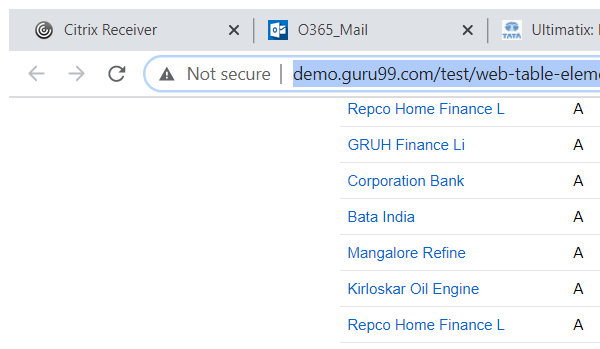 Citrix Receiver
O365_Mail
TATA Ultimatix:
Not secure demo.guru99.com/test/web-table-elem
Repco Home Finance L A
GRUH Finance Li A
Corporation Bank A
Bata India A
Mangalore Refine A
Kirloskar Oil Engine A
Repco Home Finance L A